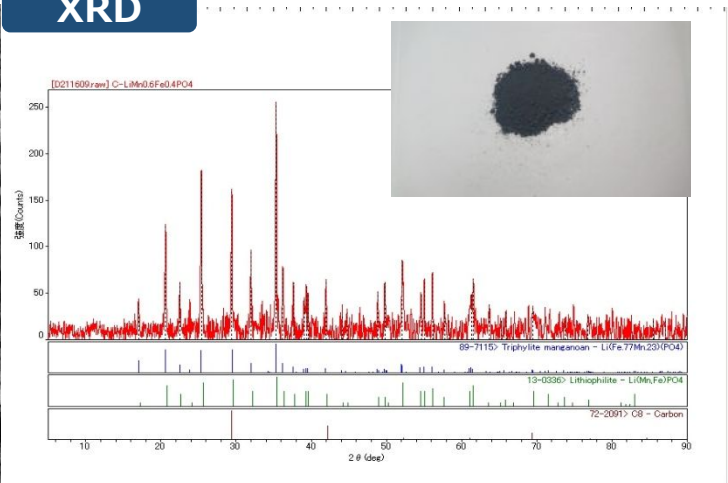 XRD
[D211609.raw] C-LiMn0.6Fe0.4PO4
強度(Counts)
250
200
150
100
50
0
89-7115> Triphylite manganoan - Li(Fe.77Mn.23)(PO4)
13-0336> Lithiophilite - Li(Mn,Fe)PO4
72-2091> C8 - Carbon
10 20 30 40 50 60 70 80 90
2θ(deg)